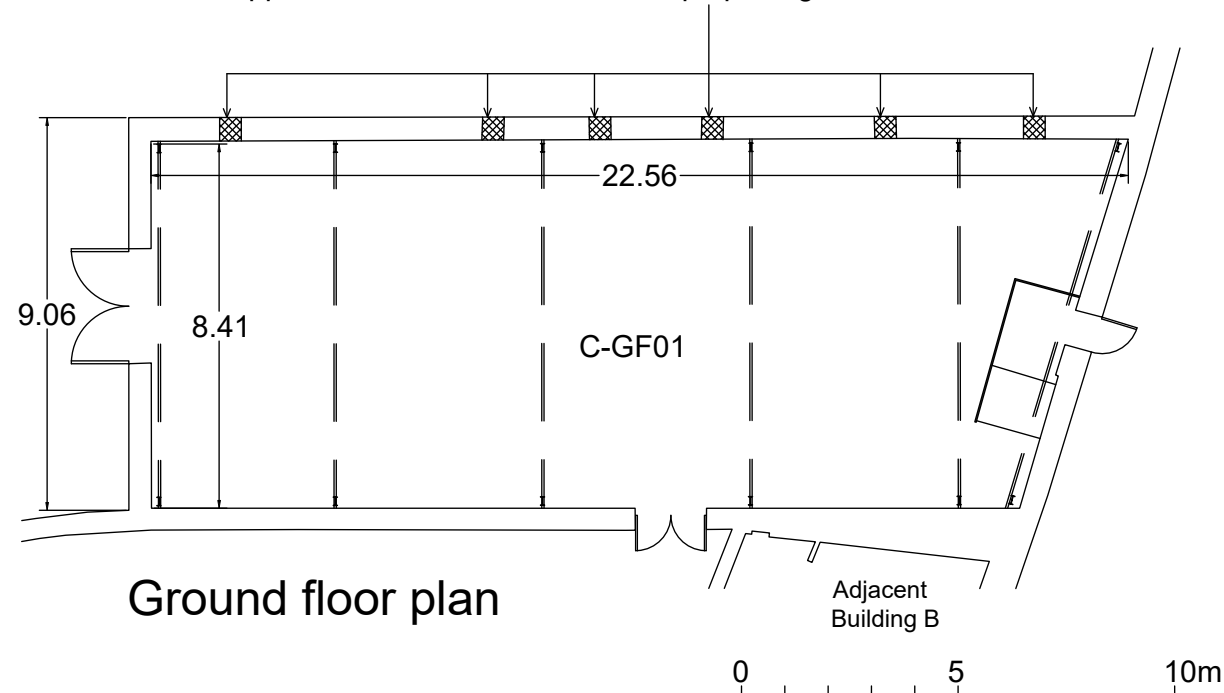 22.56
9.06
8.41
C-GF01
Ground floor plan
Adjacent
Building B
0 5 10m